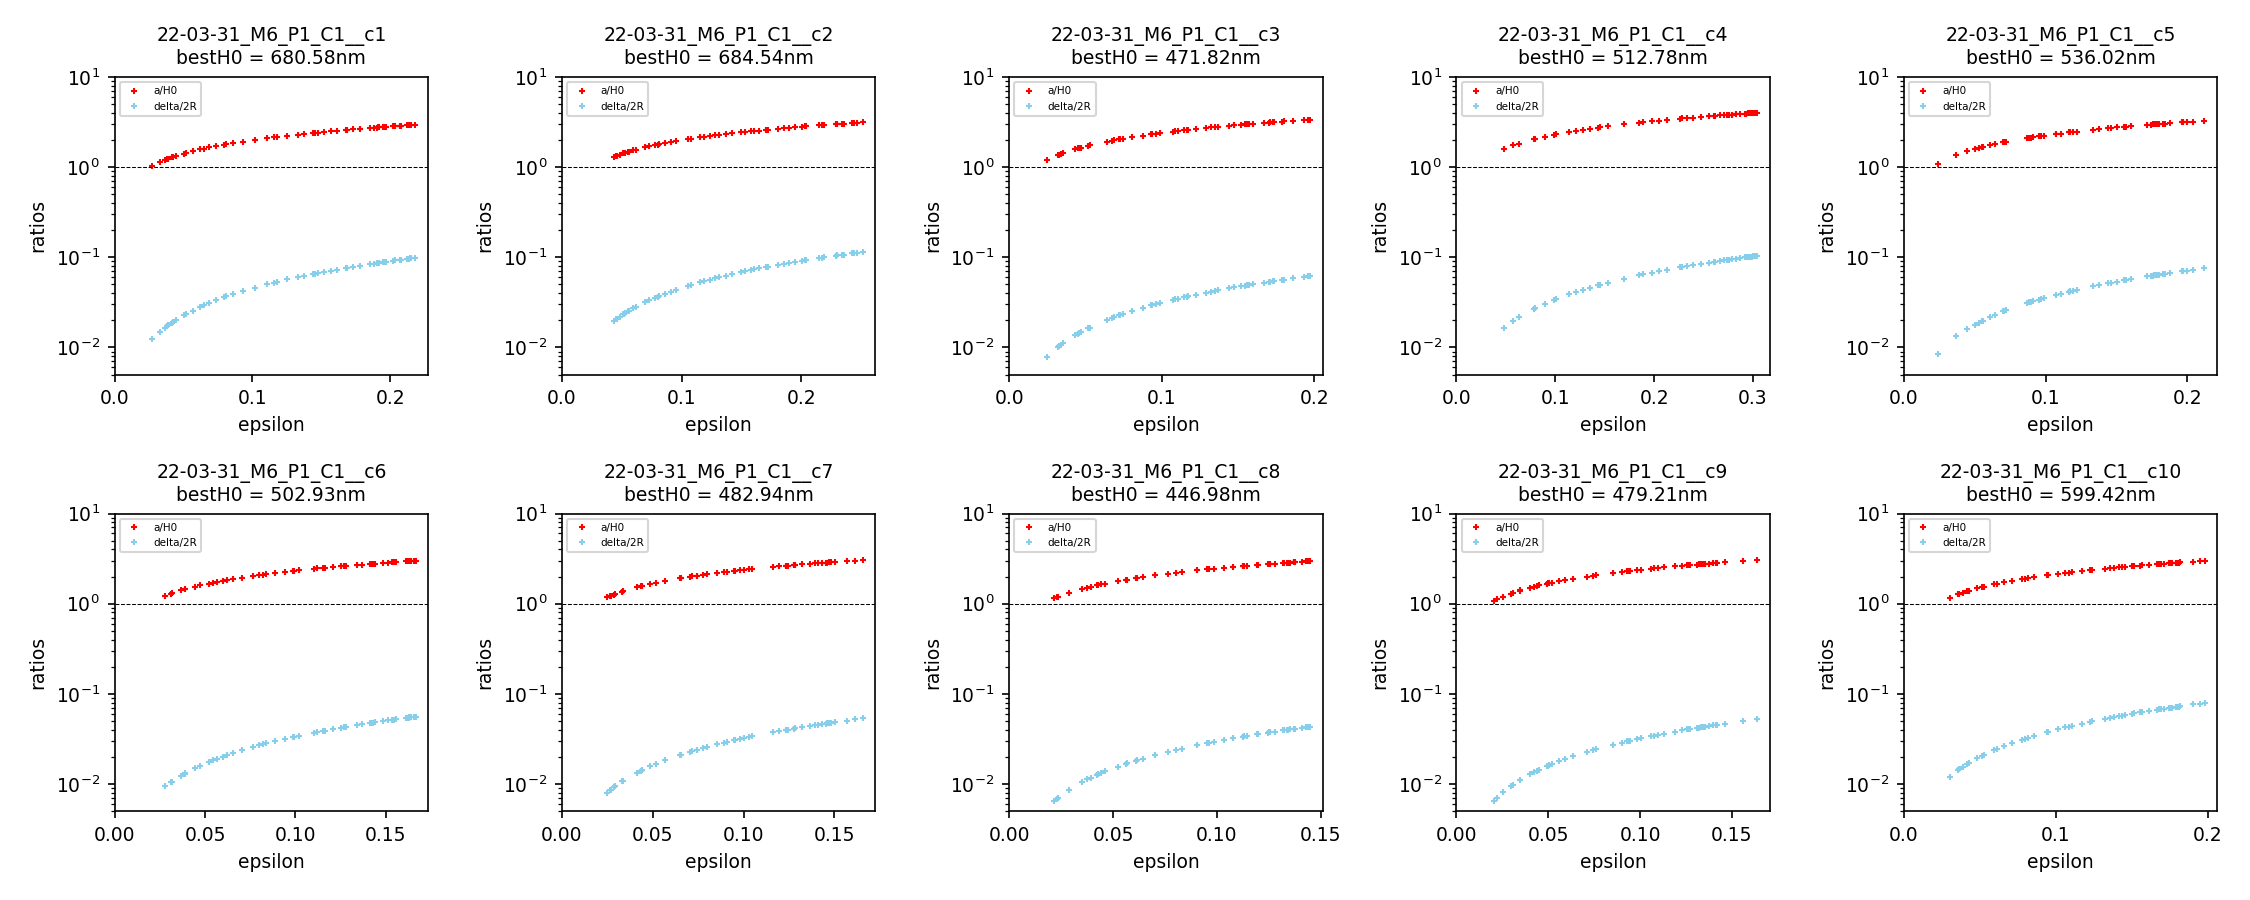 22-03-31_M6_P1_C1__c1
bestH0 = 680.58nm
10¹
10⁰
10⁻¹
10⁻²
ratios
a/H0
delta/2R
0.0 0.1 0.2
epsilon
22-03-31_M6_P1_C1__c2
bestH0 = 684.54nm
10¹
10⁰
10⁻¹
10⁻²
ratios
a/H0
delta/2R
0.0 0.1 0.2
epsilon
22-03-31_M6_P1_C1__c3
bestH0 = 471.82nm
10¹
10⁰
10⁻¹
10⁻²
ratios
a/H0
delta/2R
0.0 0.1 0.2
epsilon
22-03-31_M6_P1_C1__c4
bestH0 = 512.78nm
10¹
10⁰
10⁻¹
10⁻²
ratios
a/H0
delta/2R
0.0 0.1 0.2 0.3
epsilon
22-03-31_M6_P1_C1__c5
bestH0 = 536.02nm
10¹
10⁰
10⁻¹
10⁻²
ratios
a/H0
delta/2R
0.0 0.1 0.2
epsilon
22-03-31_M6_P1_C1__c6
bestH0 = 502.93nm
10¹
10⁰
10⁻¹
10⁻²
ratios
a/H0
delta/2R
0.00 0.05 0.10 0.15
epsilon
22-03-31_M6_P1_C1__c7
bestH0 = 482.94nm
10¹
10⁰
10⁻¹
10⁻²
ratios
a/H0
delta/2R
0.00 0.05 0.10 0.15
epsilon
22-03-31_M6_P1_C1__c8
bestH0 = 446.98nm
10¹
10⁰
10⁻¹
10⁻²
ratios
a/H0
delta/2R
0.00 0.05 0.10 0.15
epsilon
22-03-31_M6_P1_C1__c9
bestH0 = 479.21nm
10¹
10⁰
10⁻¹
10⁻²
ratios
a/H0
delta/2R
0.00 0.05 0.10 0.15
epsilon
22-03-31_M6_P1_C1__c10
bestH0 = 599.42nm
10¹
10⁰
10⁻¹
10⁻²
ratios
a/H0
delta/2R
0.0 0.1 0.2
epsilon